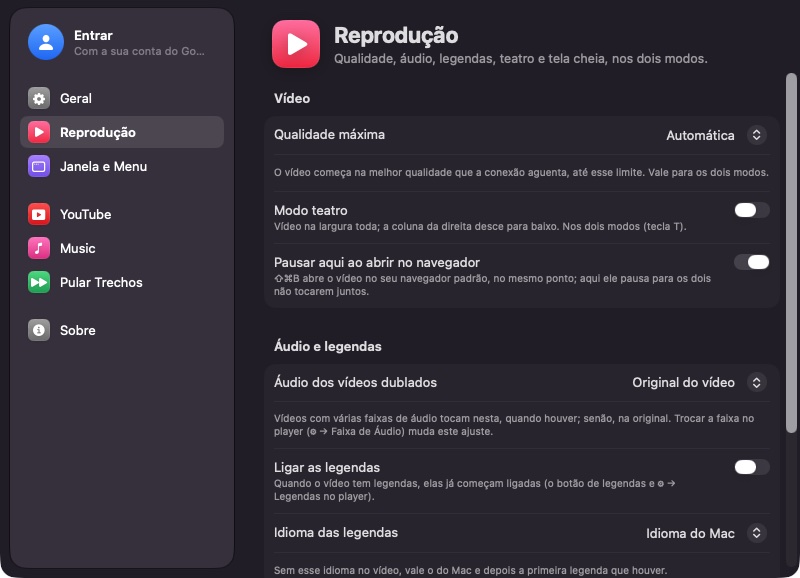 Entrar
Com a sua conta do Go...
Geral
Reprodução
Janela e Menu
YouTube
Music
Pular Trechos
Sobre
Reprodução
Qualidade, áudio, legendas, teatro e tela cheia, nos dois modos.
Vídeo
Qualidade máxima
Automática
O vídeo começa na melhor qualidade que a conexão aguenta, até esse limite. Vale para os dois modos.
Modo teatro
Vídeo na largura toda; a coluna da direita desce para baixo. Nos dois modos (tecla T).
Pausar aqui ao abrir no navegador
⇧⌘B abre o vídeo no seu navegador padrão, no mesmo ponto; aqui ele pausa para os dois
não tocarem juntos.
Áudio e legendas
Áudio dos vídeos dublados
Original do vídeo
Vídeos com várias faixas de áudio tocam nesta, quando houver; senão, na original. Trocar a faixa no
player (⚙ → Faixa de Áudio) muda este ajuste.
Ligar as legendas
Quando o vídeo tem legendas, elas já começam ligadas (o botão de legendas e ⚙ →
Legendas no player).
Idioma das legendas
Idioma do Mac
Sem esse idioma no vídeo, vale o do Mac e depois a primeira legenda que houver.